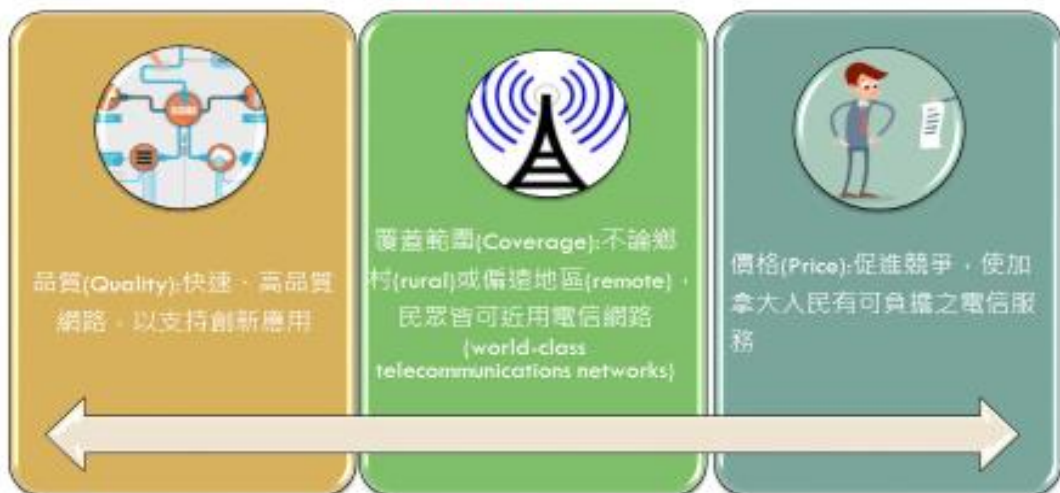 品質(Quality):快速、高品質
網路，以支持創新應用
覆蓋範圍(Coverage):不論鄉
村(rural)或偏遠地區(remote)，
民眾皆可近用電信網路
(world-class
telecommunications networks)
價格(Price):促進競爭，使加
拿大人民有可負擔之電信服
務